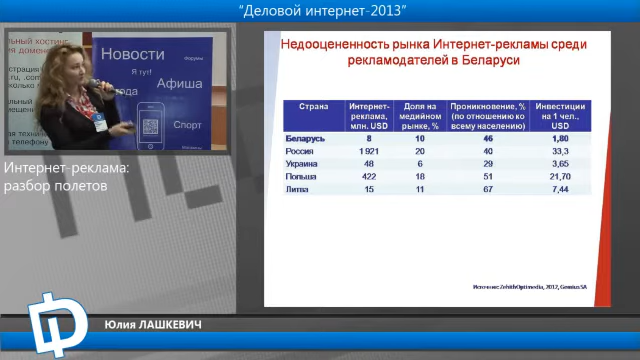 "Деловой интернет-2013"
Новости
Форумы
Я тут!
Афиша
Спорт
Интернет-реклама:
разбор полетов
Недооцененность рынка Интернет-рекламы среди
рекламодателей в Беларуси
Страна Интернет-реклама, млн. USD Доля на медийном рынке, % Проникновение, % (по отношению ко всему населению) Инвестиции на 1 чел., USD
Беларусь 8 10 46 1,80
Россия 1 921 20 40 33,3
Украина 48 6 29 3,65
Польша 422 18 51 21,70
Литва 15 11 67 7,44
Источник: ZenithOptimedia, 2012, Gemius SA
Юлия ЛАШКЕВИЧ